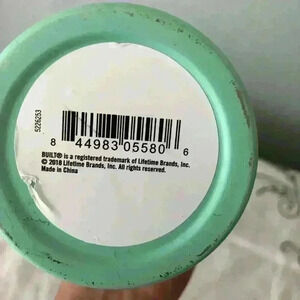 5226253
8 44983 05580 6
BUILT® is a registered trademark of Lifetime Brands, Inc.
© 2018 Lifetime Brands, Inc. All rights reserved.
Made in China